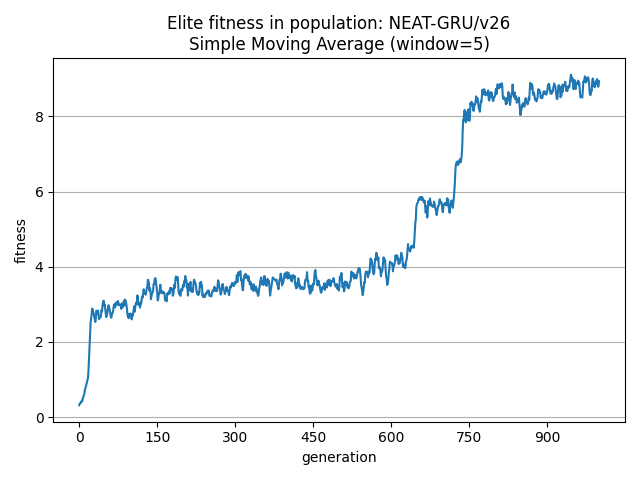 Elite fitness in population: NEAT-GRU/v26
Simple Moving Average (window=5)
fitness
8
6
4
2
0
0 150 300 450 600 750 900
generation